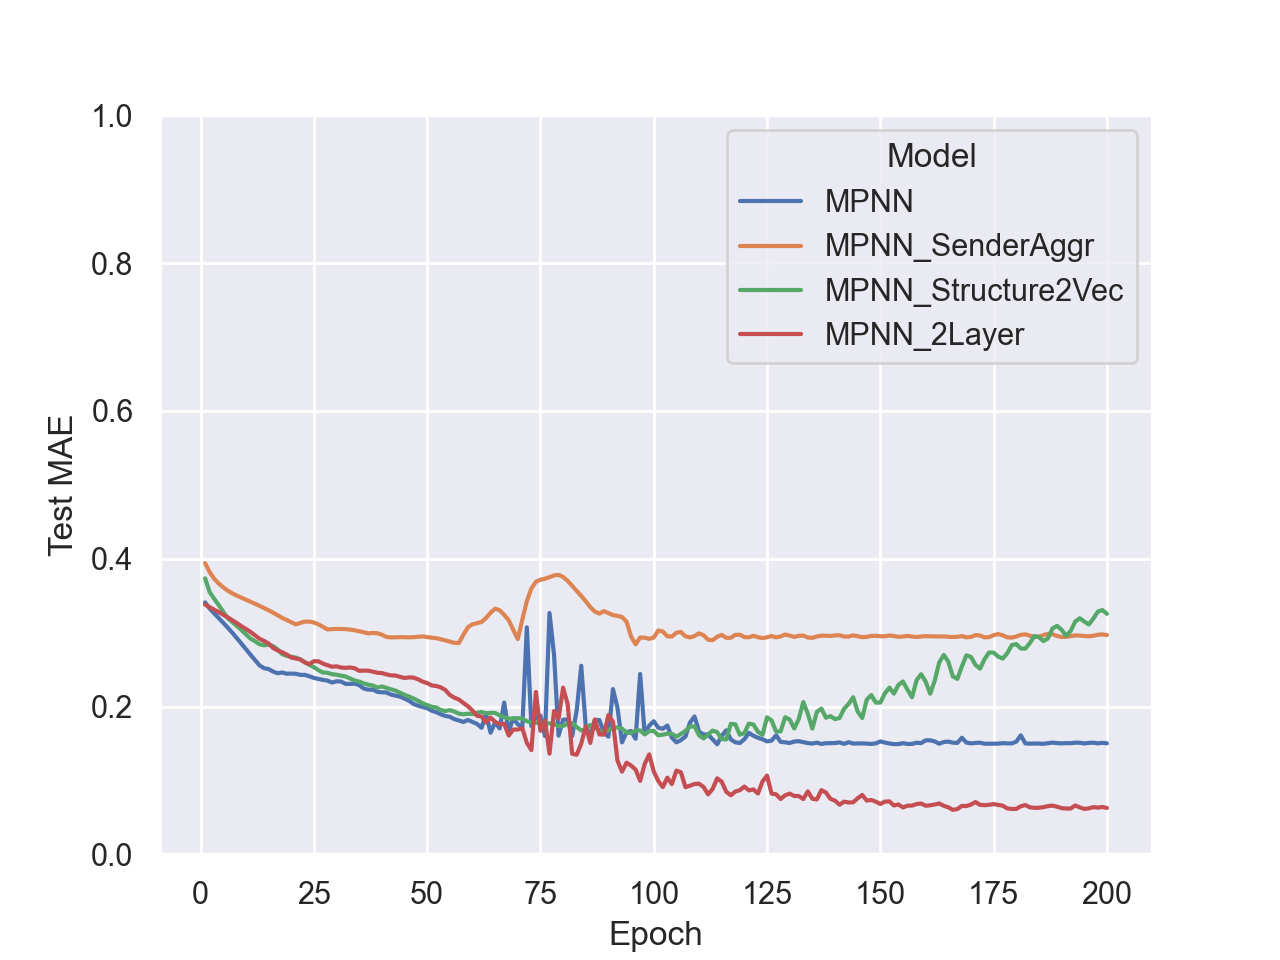 Model
MPNN
MPNN_SenderAggr
MPNN_Structure2Vec
MPNN_2Layer
Test MAE
1.0
0.8
0.6
0.4
0.2
0.0
0 25 50 75 100 125 150 175 200
Epoch